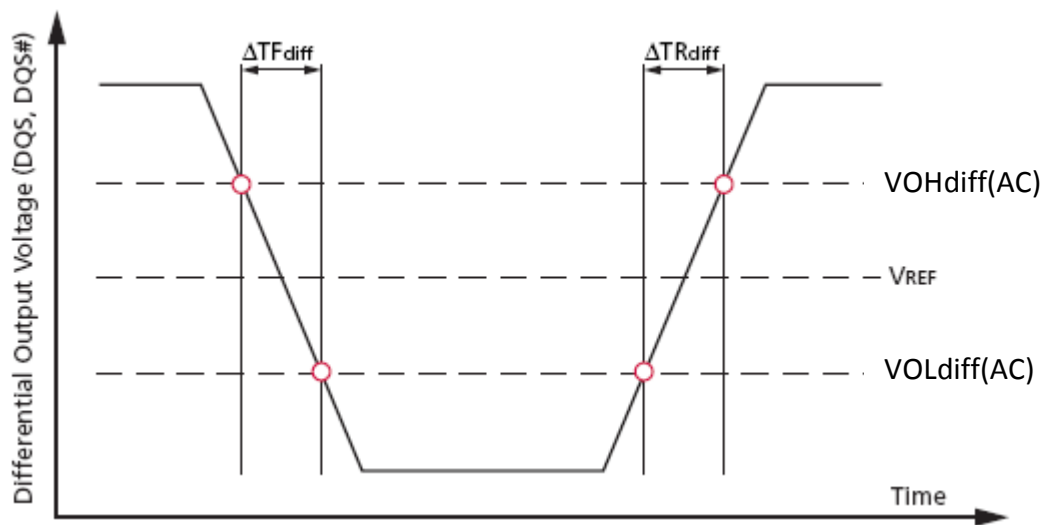 Differential Output Voltage (DQS, DQS#)
ΔTFdiff
ΔTRdiff
VOHdiff(AC)
VREF
VOLdiff(AC)
Time